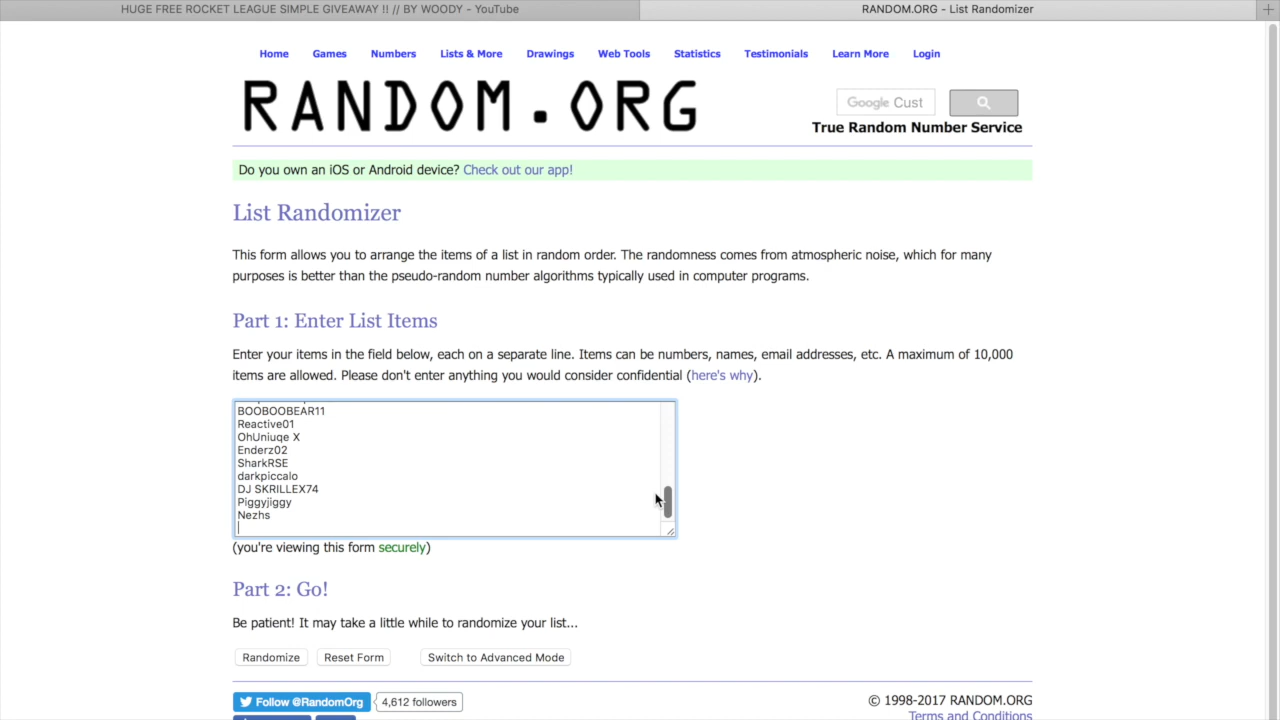 HUGE FREE ROCKET LEAGUE SIMPLE GIVEAWAY !! // BY WOODY - YouTube
RANDOM.ORG - List Randomizer
Home Games Numbers Lists & More Drawings Web Tools Statistics Testimonials Learn More Login
RANDOM.ORG
Google Cust
True Random Number Service
Do you own an iOS or Android device? Check out our app!
List Randomizer
This form allows you to arrange the items of a list in random order. The randomness comes from atmospheric noise, which for many
purposes is better than the pseudo-random number algorithms typically used in computer programs.
Part 1: Enter List Items
Enter your items in the field below, each on a separate line. Items can be numbers, names, email addresses, etc. A maximum of 10,000
items are allowed. Please don't enter anything you would consider confidential (here's why).
BOOBOOBEAR11
Reactive01
OhUniuqe X
Enderz02
SharkRSE
darkpiccalo
DJ SKRILLEX74
Piggyjiggy
Nezhs
(you're viewing this form securely)
Part 2: Go!
Be patient! It may take a little while to randomize your list...
Randomize Reset Form Switch to Advanced Mode
Follow @RandomOrg 4,612 followers
© 1998-2017 RANDOM.ORG
Terms and Conditions